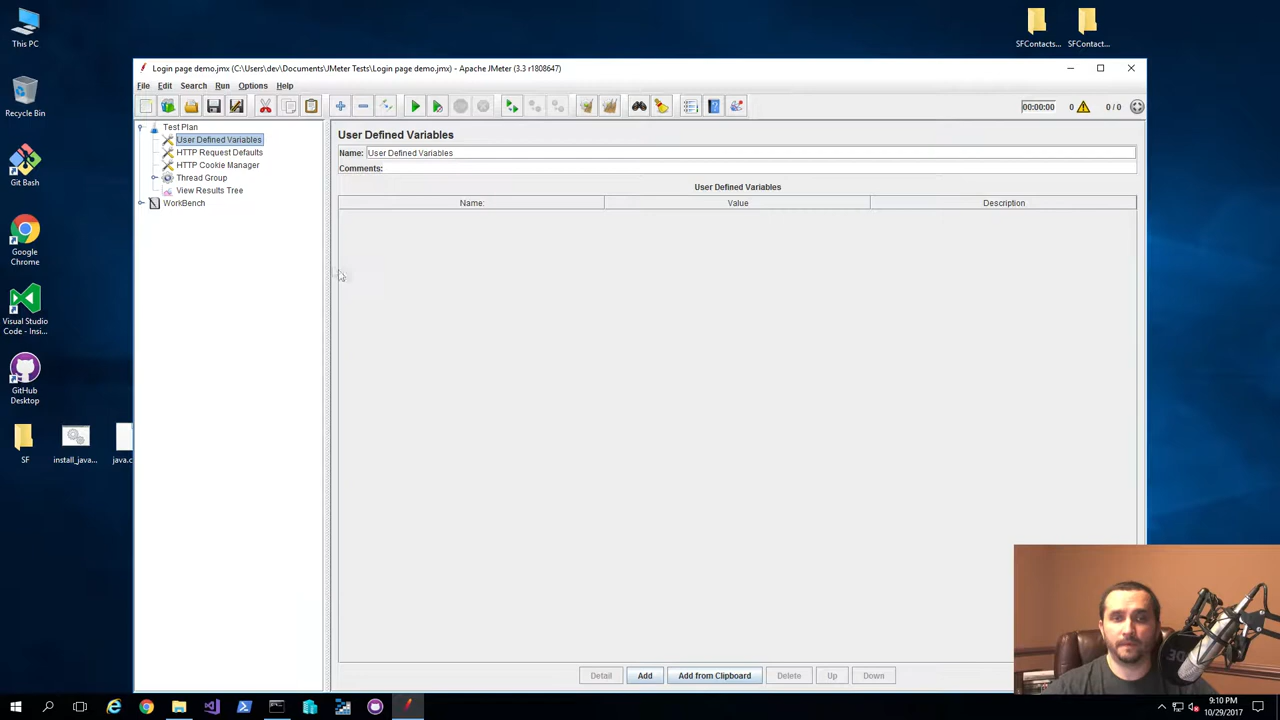 This PC
Recycle Bin
Git Bash
Google
Chrome
Visual Studio
Code - Insi...
GitHub
Desktop
SF
install_java...
java.c
SFContacts...
SFContact...
Login page demo.jmx (C:\Users\dev\Documents\JMeter Tests\Login page demo.jmx) - Apache JMeter (3.3 r1808647)
File Edit Search Run Options Help
00:00:00 0 0 / 0
Test Plan
User Defined Variables
HTTP Request Defaults
HTTP Cookie Manager
Thread Group
View Results Tree
WorkBench
User Defined Variables
Name: User Defined Variables
Comments:
User Defined Variables
Name: Value Description
Detail Add Add from Clipboard Delete Up Down
9:10 PM
10/29/2017